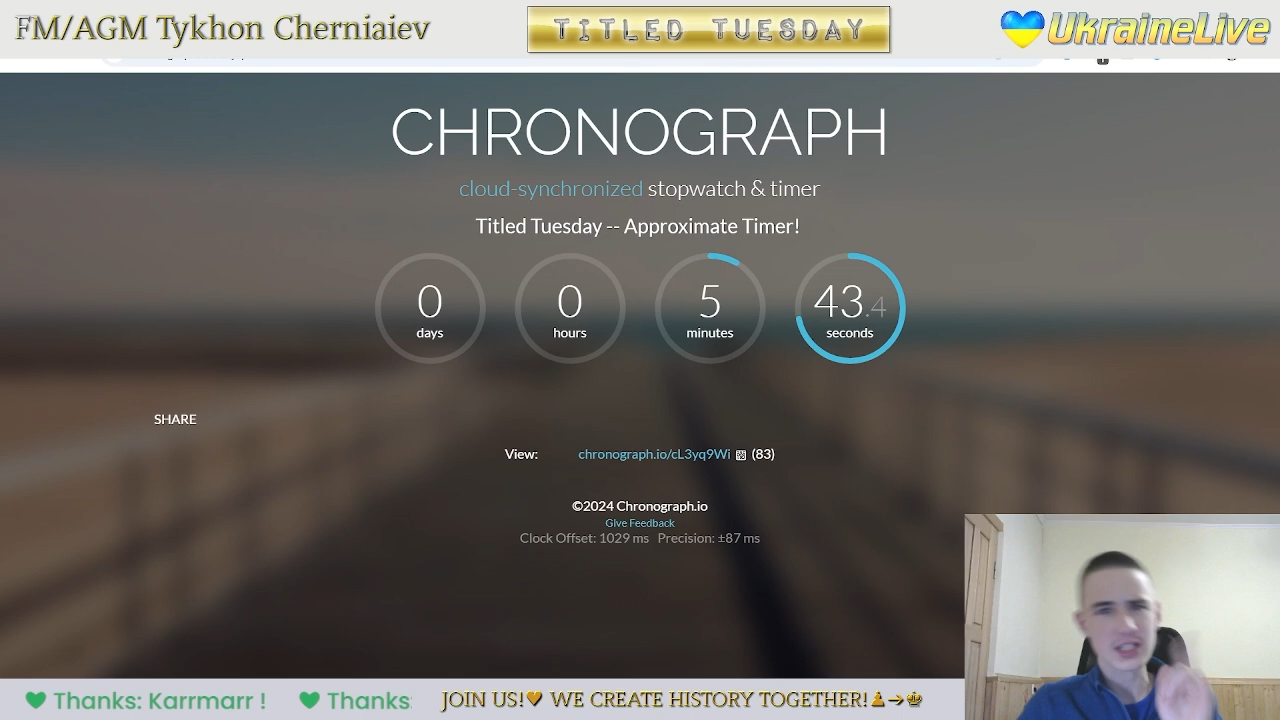 FM/AGM Tykhon Cherniaiev
TITLED TUESDAY
UkraineLive
CHRONOGRAPH
cloud-synchronized stopwatch & timer
Titled Tuesday -- Approximate Timer!
0 0 5 43.4
days hours minutes seconds
SHARE
View: chronograph.io/cL3yq9Wi (83)
©2024 Chronograph.io
Give Feedback
Clock Offset: 1029 ms Precision: ±87 ms
Thanks: Karrmarr ! Thanks: JOIN US!🧡 WE CREATE HISTORY TOGETHER!♟➔♚